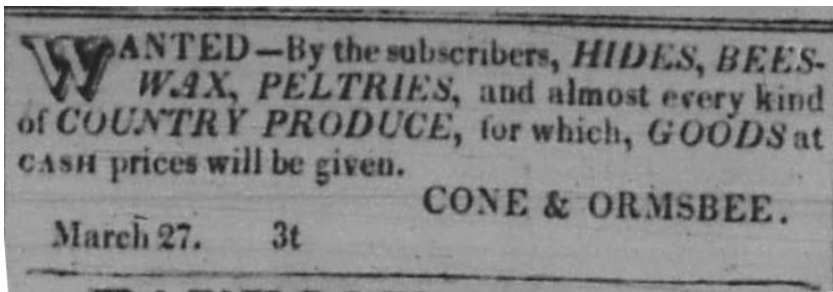 WANTED—By the subscribers, HIDES, BEES-
WAX, PELTRIES, and almost every kind
of COUNTRY PRODUCE, for which, GOODS at
CASH prices will be given.
CONE & ORMSBEE.
March 27. 3t